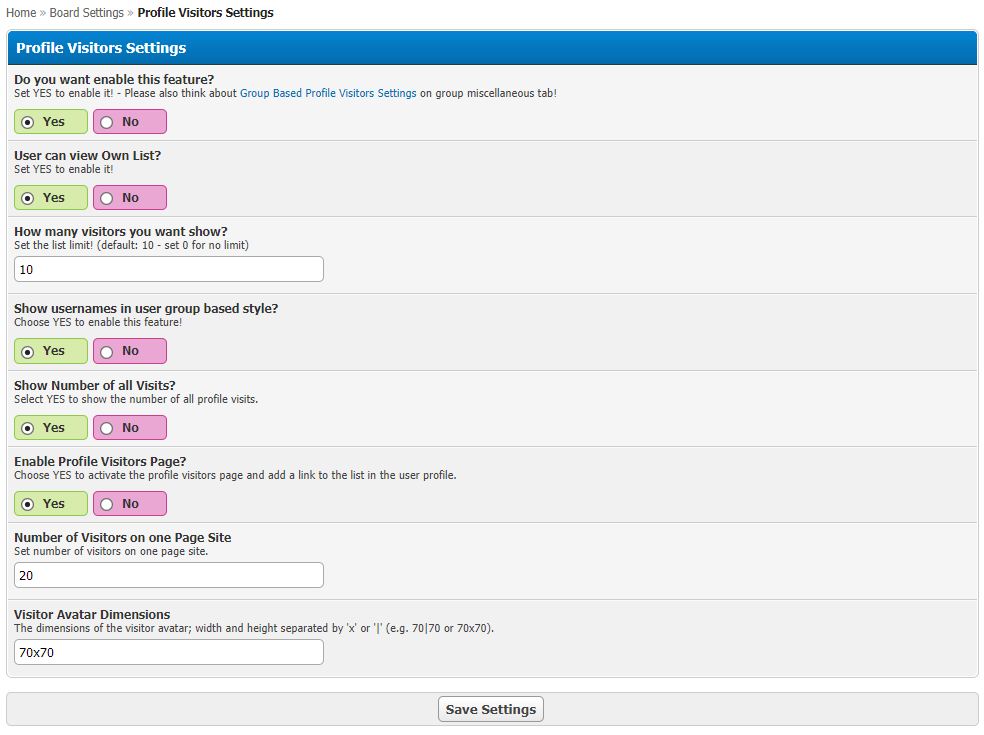 Home » Board Settings » Profile Visitors Settings
Profile Visitors Settings
Do you want enable this feature?
Set YES to enable it! - Please also think about Group Based Profile Visitors Settings on group miscellaneous tab!
Yes No
User can view Own List?
Set YES to enable it!
Yes No
How many visitors you want show?
Set the list limit! (default: 10 - set 0 for no limit)
10
Show usernames in user group based style?
Choose YES to enable this feature!
Yes No
Show Number of all Visits?
Select YES to show the number of all profile visits.
Yes No
Enable Profile Visitors Page?
Choose YES to activate the profile visitors page and add a link to the list in the user profile.
Yes No
Number of Visitors on one Page Site
Set number of visitors on one page site.
20
Visitor Avatar Dimensions
The dimensions of the visitor avatar; width and height separated by 'x' or '|' (e.g. 70|70 or 70x70).
70x70
Save Settings